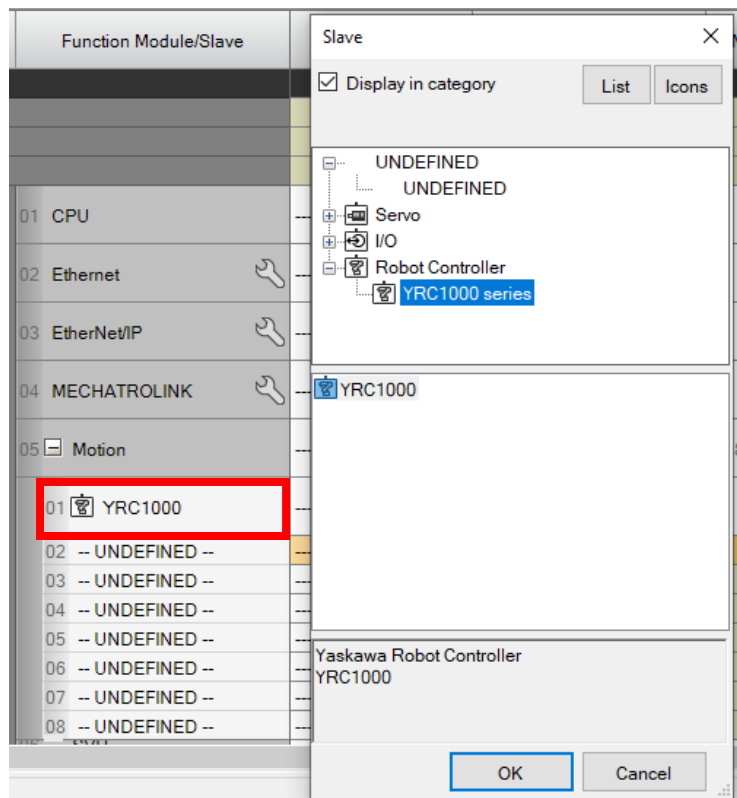 Function Module/Slave
01 CPU
02 Ethernet
03 EtherNet/IP
04 MECHATROLINK
05 Motion
01 YRC1000
02 -- UNDEFINED --
03 -- UNDEFINED --
04 -- UNDEFINED --
05 -- UNDEFINED --
06 -- UNDEFINED --
07 -- UNDEFINED --
08 -- UNDEFINED --
Slave
Display in category
List
Icons
UNDEFINED
UNDEFINED
Servo
I/O
Robot Controller
YRC1000 series
YRC1000
Yaskawa Robot Controller
YRC1000
OK
Cancel